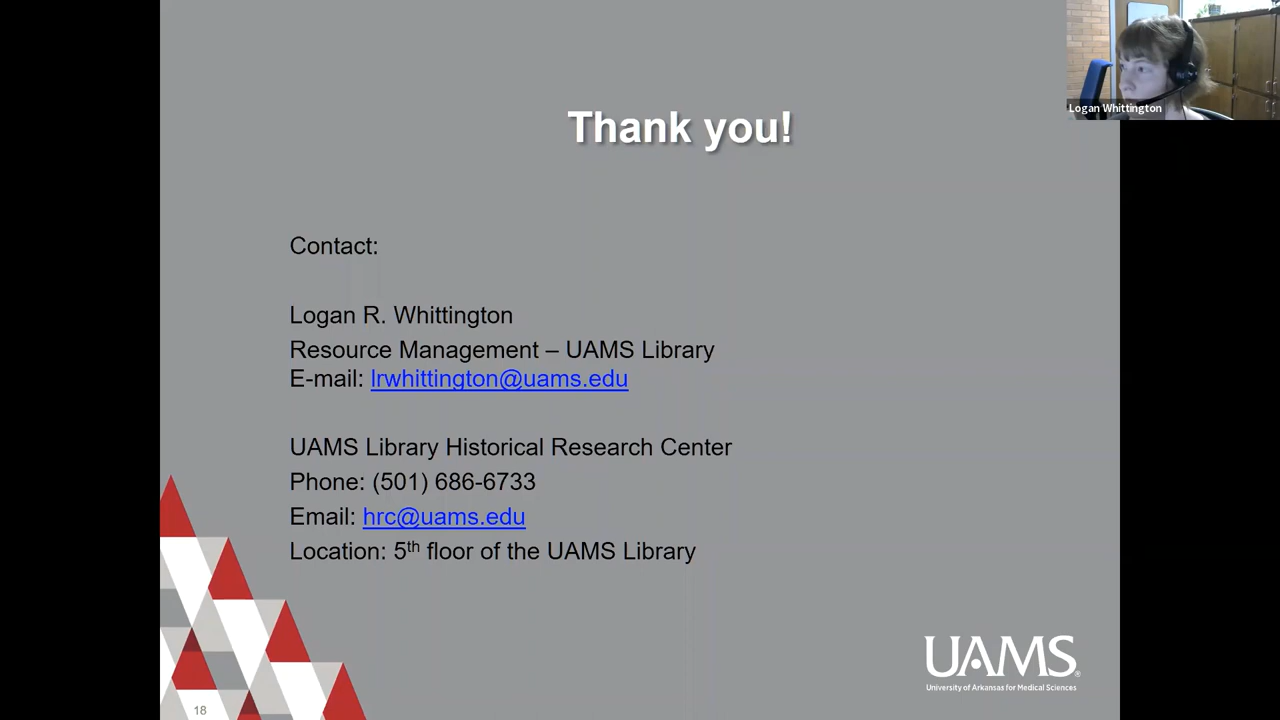 Thank you!
Logan Whittington
Contact:
Logan R. Whittington
Resource Management – UAMS Library
E-mail: lrwhittington@uams.edu
UAMS Library Historical Research Center
Phone: (501) 686-6733
Email: hrc@uams.edu
Location: 5th floor of the UAMS Library
UAMS®
University of Arkansas for Medical Sciences
18